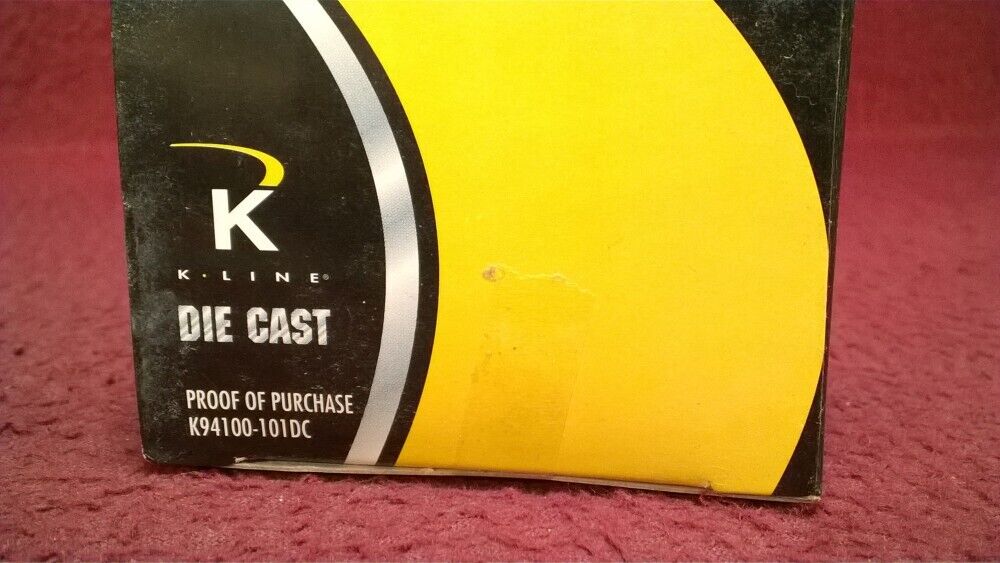 K
K·LINE®
DIE CAST
PROOF OF PURCHASE
K94100-101DC